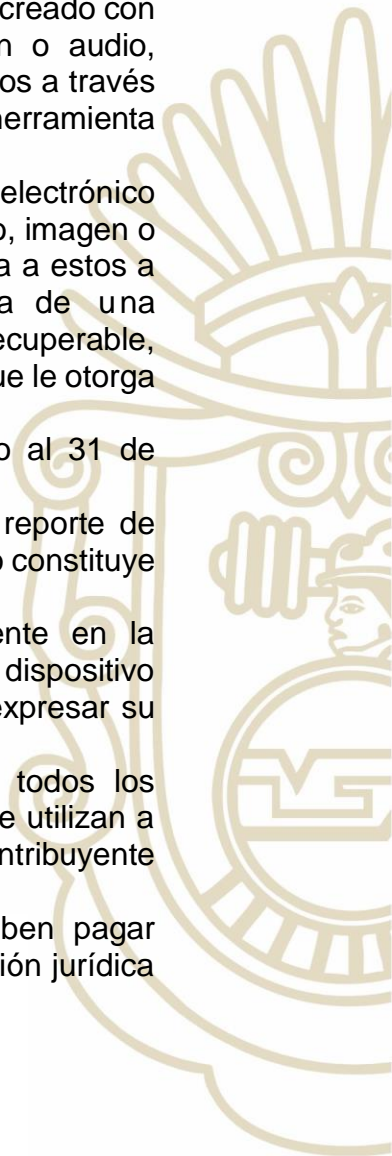 creado con
n o audio,
os a través
herramienta
electrónico
o, imagen o
a a estos a
a de una
ecuperable,
ue le otorga
o al 31 de
reporte de
o constituye
ente en la
dispositivo
expresar su
todos los
e utilizan a
ntribuyente
ben pagar
ión jurídica